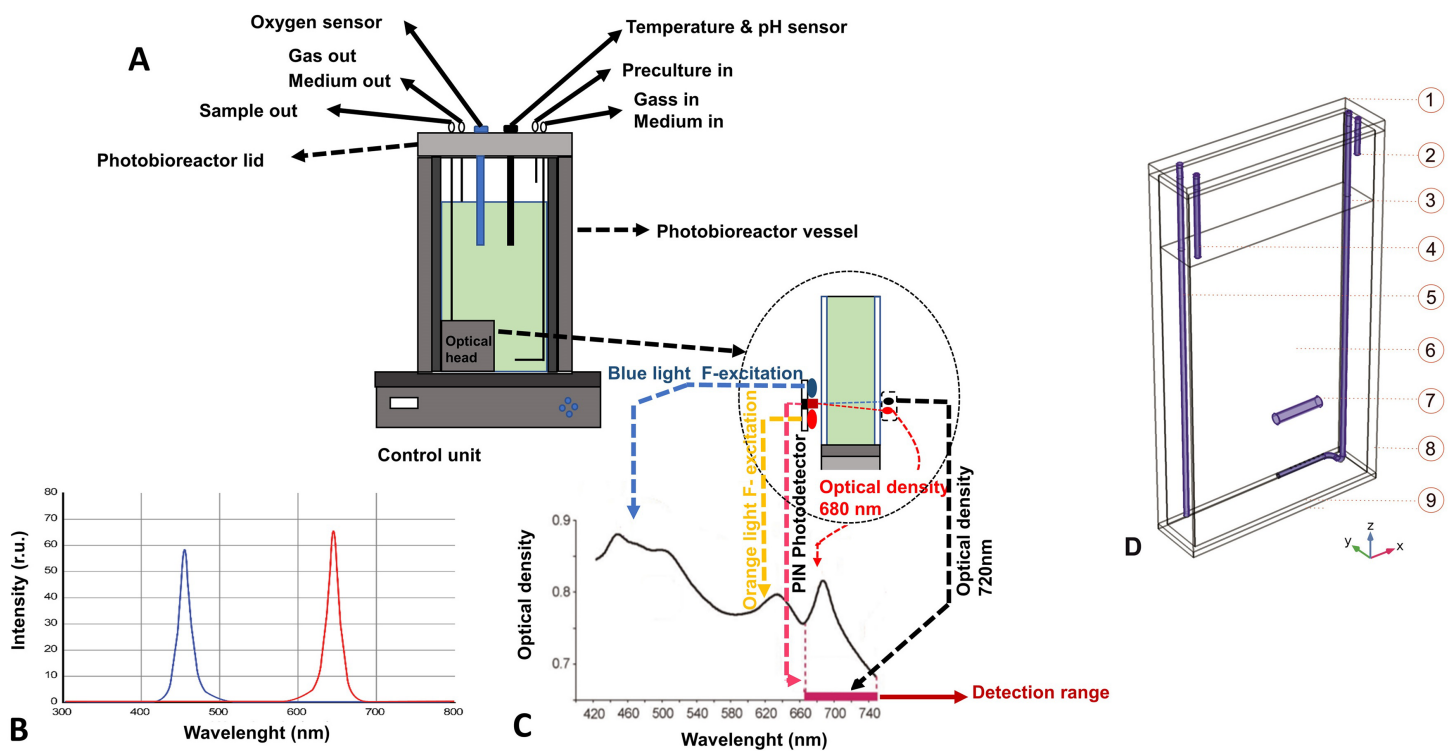 A
Oxygen sensor
Gas out
Medium out
Sample out
Photobioreactor lid
Temperature & pH sensor
Preculture in
Gass in
Medium in
Photobioreactor vessel
Optical
head
Control unit
Blue light F-excitation
Orange light F- excitation
PIN Photodetector
Optical density
680 nm
Optical density
720nm
B
Intensity (r.u.)
80
70
60
50
40
30
20
10
0
300
400
500
600
700
800
Wavelenght (nm)
C
Optical density
0.9
0.8
0.7
420
460
500
540
580
620
660
700
740
Wavelenght (nm)
Detection range
D
1
2
3
4
5
6
7
8
9
z
y
x